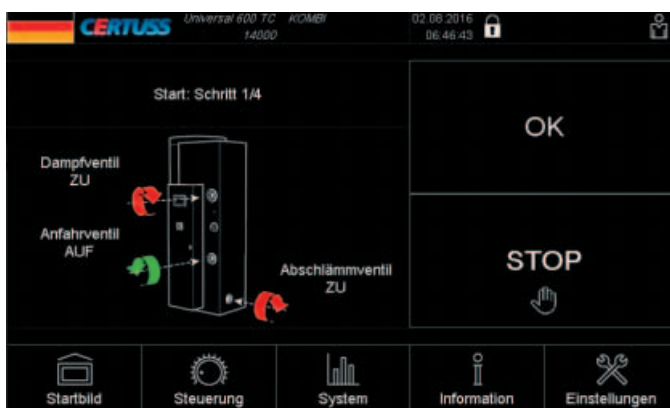 CERTUSS
Universal 600 TC KOMBI
14000
02.08.2016
06:46:43
Start: Schritt 1/4
OK
Dampfventil
ZU
Anfahrventil
AUF
Abschlämmventil
ZU
STOP
Startbild
Steuerung
System
Information
Einstellungen